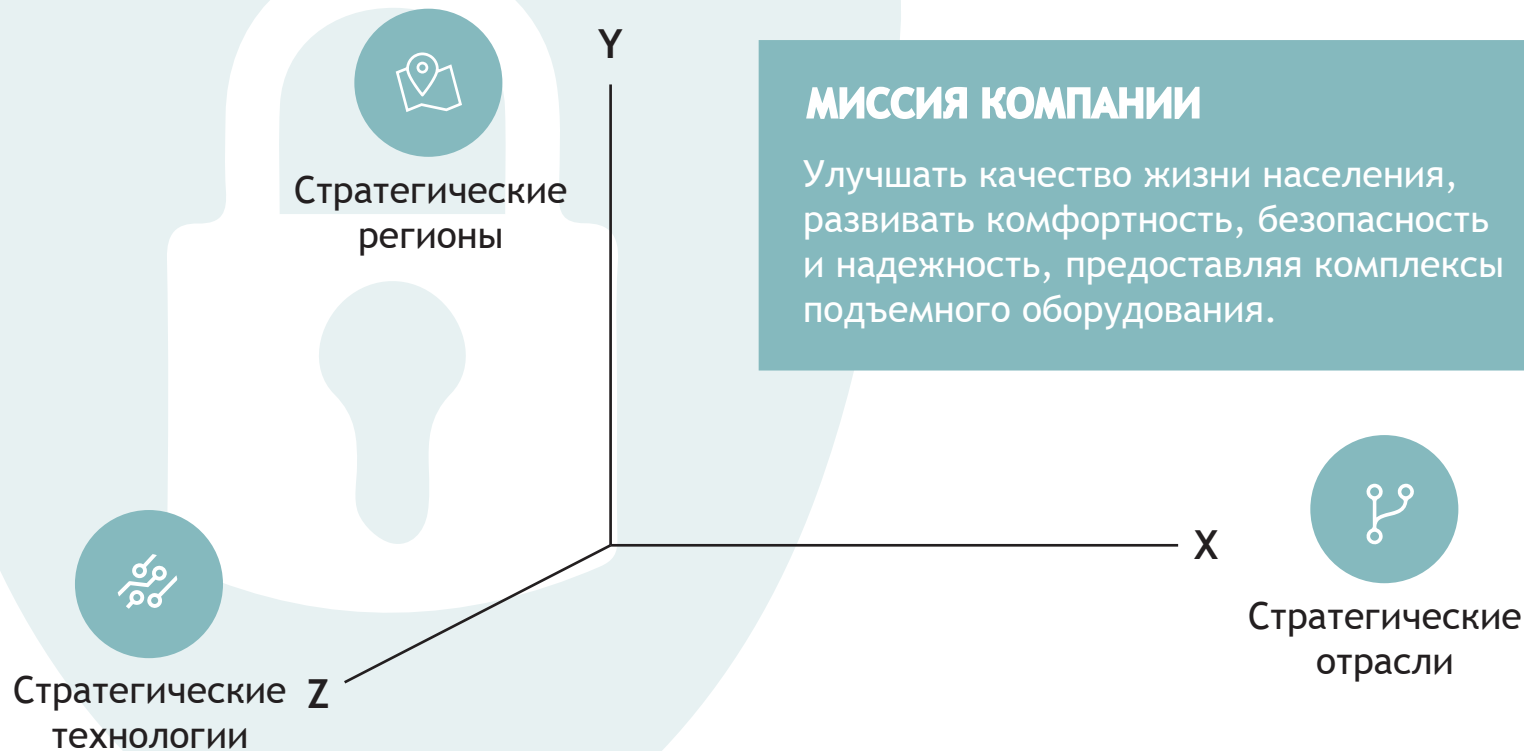 Y
МИССИЯ КОМПАНИИ
Улучшать качество жизни населения,
развивать комфортность, безопасность
и надежность, предоставляя комплексы
подъемного оборудования.
Стратегические
регионы
X
Стратегические
отрасли
Z
Стратегические
технологии